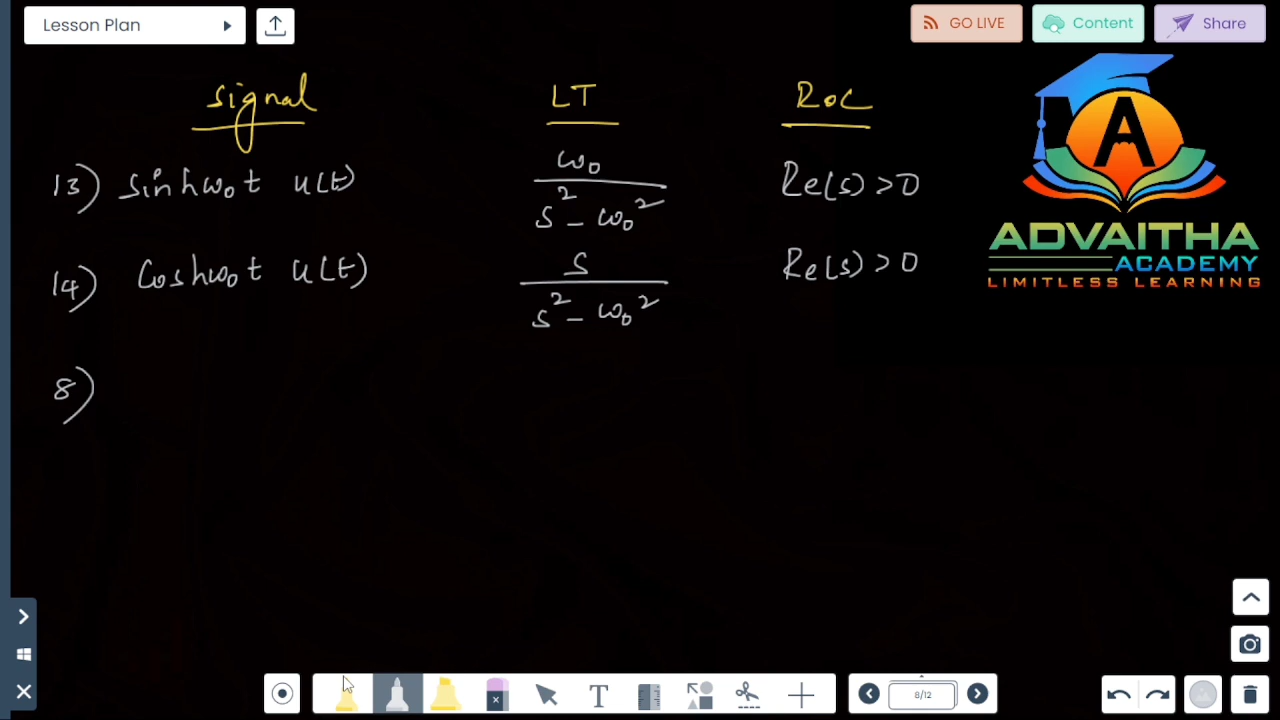 Lesson Plan
GO LIVE
Content
Share
Signal LT ROC
13) sinhω₀t u(t) ω₀/(s² - ω₀²) Re(s) > 0
14) Coshω₀t u(t) s/(s² - ω₀²) Re(s) > 0
8)
A
ADVAITHA
ACADEMY
LIMITLESS LEARNING
T
8/12